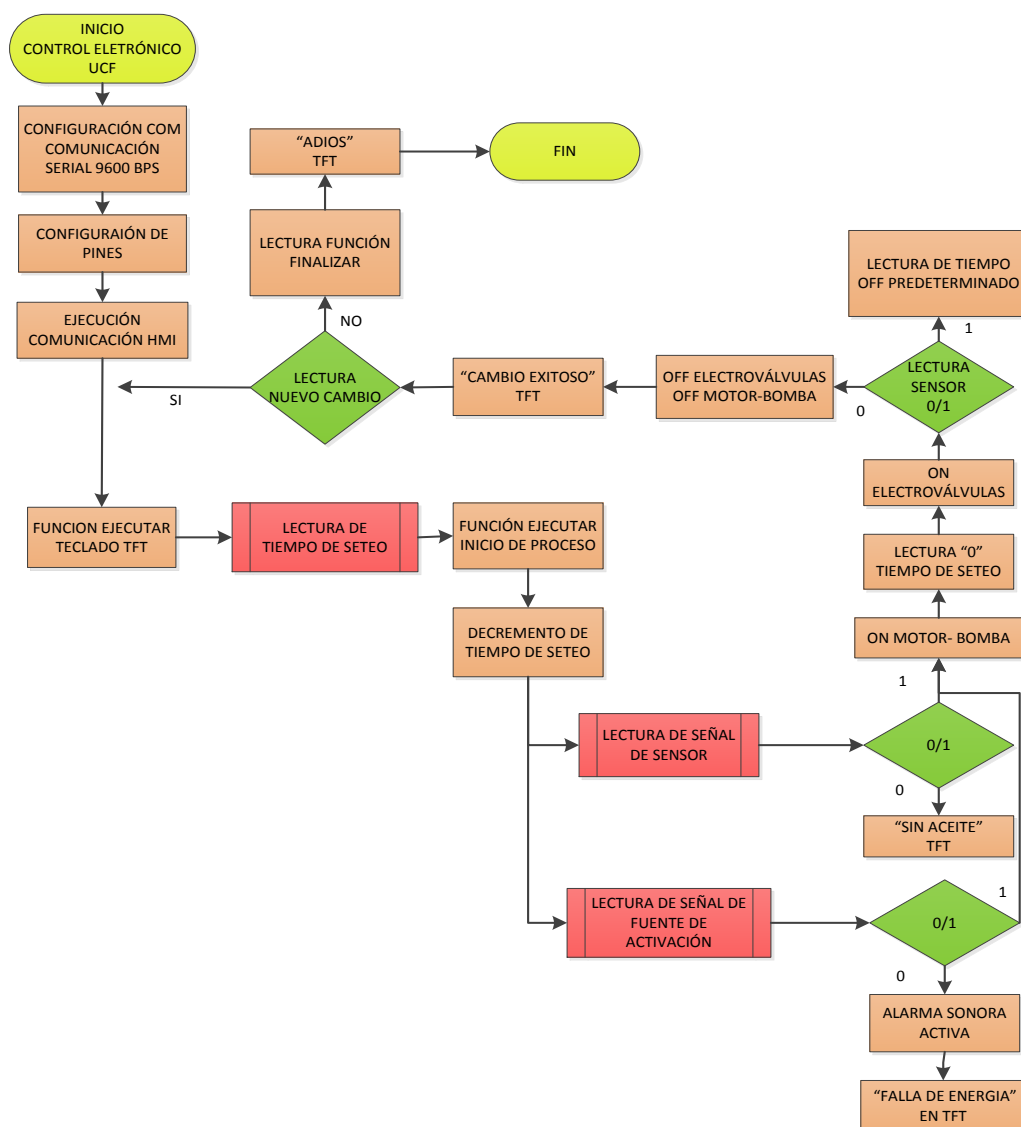 INICIO
CONTROL ELETRÓNICO
UCF
CONFIGURACIÓN COM
COMUNICACIÓN
SERIAL 9600 BPS
CONFIGURAIÓN DE
PINES
EJECUCIÓN
COMUNICACIÓN HMI
FUNCION EJECUTAR
TECLADO TFT
LECTURA DE
TIEMPO DE SETEO
FUNCIÓN EJECUTAR
INICIO DE PROCESO
DECREMENTO DE
TIEMPO DE SETEO
LECTURA DE SEÑAL
DE SENSOR
0/1
0
“SIN ACEITE”
TFT
1
LECTURA DE SEÑAL DE
FUENTE DE
ACTIVACIÓN
0/1
1
0
ALARMA SONORA
ACTIVA
“FALLA DE ENERGIA”
EN TFT
ON MOTOR- BOMBA
LECTURA “0”
TIEMPO DE SETEO
ON
ELECTROVÁLVULAS
LECTURA
SENSOR
0/1
1
LECTURA DE TIEMPO
OFF PREDETERMINADO
0
OFF ELECTROVÁLVULAS
OFF MOTOR-BOMBA
“CAMBIO EXITOSO”
TFT
LECTURA
NUEVO CAMBIO
SI
NO
LECTURA FUNCIÓN
FINALIZAR
“ADIOS”
TFT
FIN